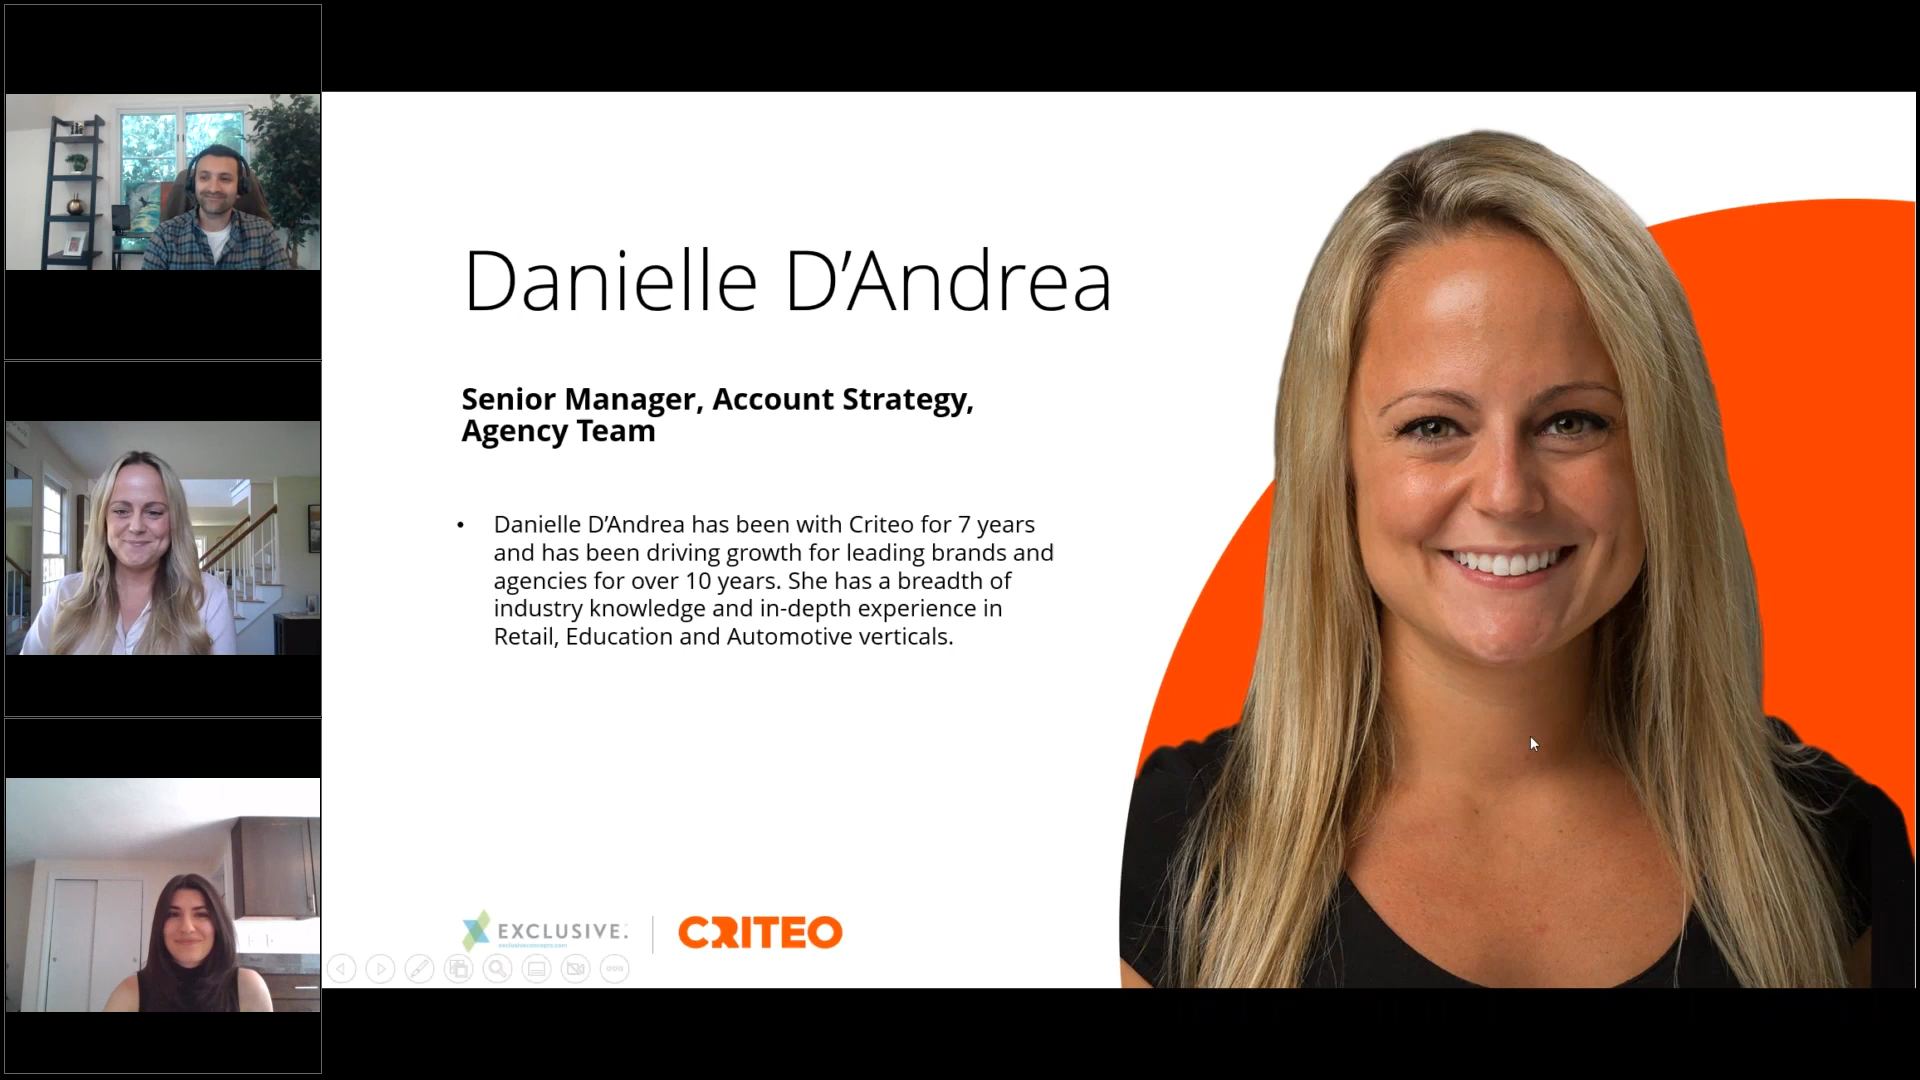 Danielle D’Andrea
Senior Manager, Account Strategy,
Agency Team
• Danielle D’Andrea has been with Criteo for 7 years
and has been driving growth for leading brands and
agencies for over 10 years. She has a breadth of
industry knowledge and in-depth experience in
Retail, Education and Automotive verticals.
EXCLUSIVE.
exclusiveconcepts.com
CRITEO